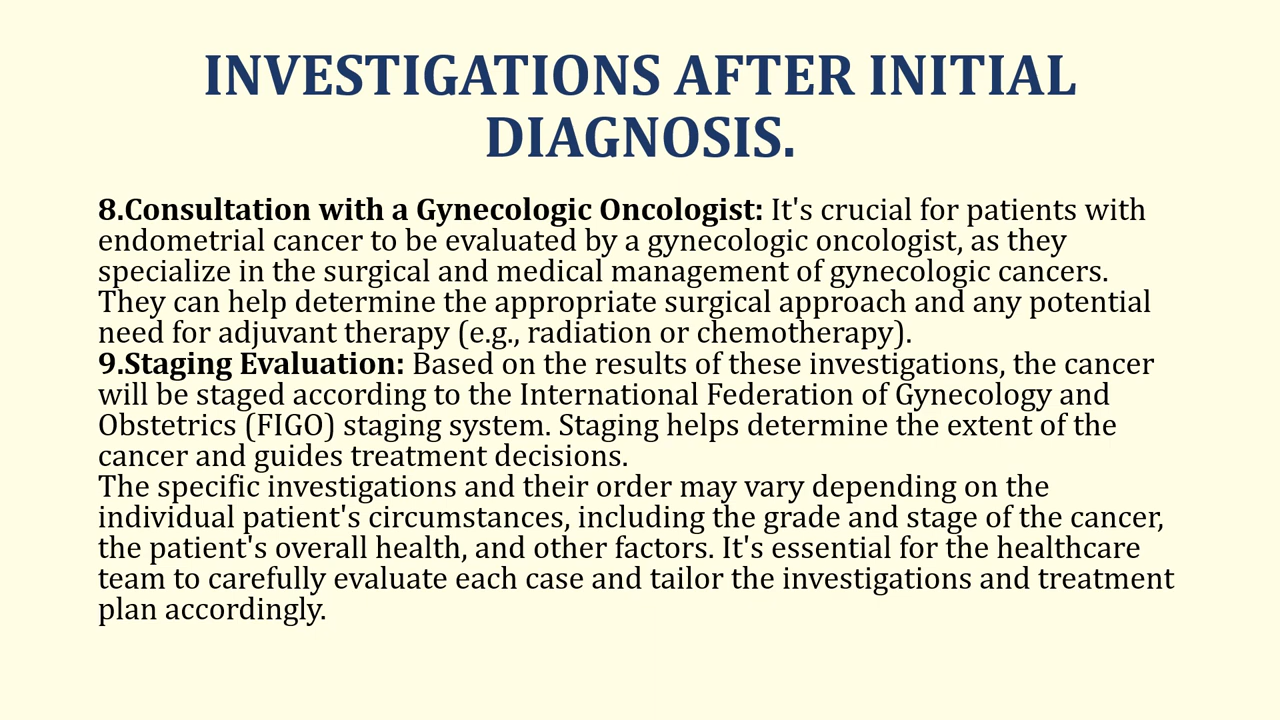 INVESTIGATIONS AFTER INITIAL
DIAGNOSIS.
8.Consultation with a Gynecologic Oncologist: It's crucial for patients with
endometrial cancer to be evaluated by a gynecologic oncologist, as they
specialize in the surgical and medical management of gynecologic cancers.
They can help determine the appropriate surgical approach and any potential
need for adjuvant therapy (e.g., radiation or chemotherapy).
9.Staging Evaluation: Based on the results of these investigations, the cancer
will be staged according to the International Federation of Gynecology and
Obstetrics (FIGO) staging system. Staging helps determine the extent of the
cancer and guides treatment decisions.
The specific investigations and their order may vary depending on the
individual patient's circumstances, including the grade and stage of the cancer,
the patient's overall health, and other factors. It's essential for the healthcare
team to carefully evaluate each case and tailor the investigations and treatment
plan accordingly.